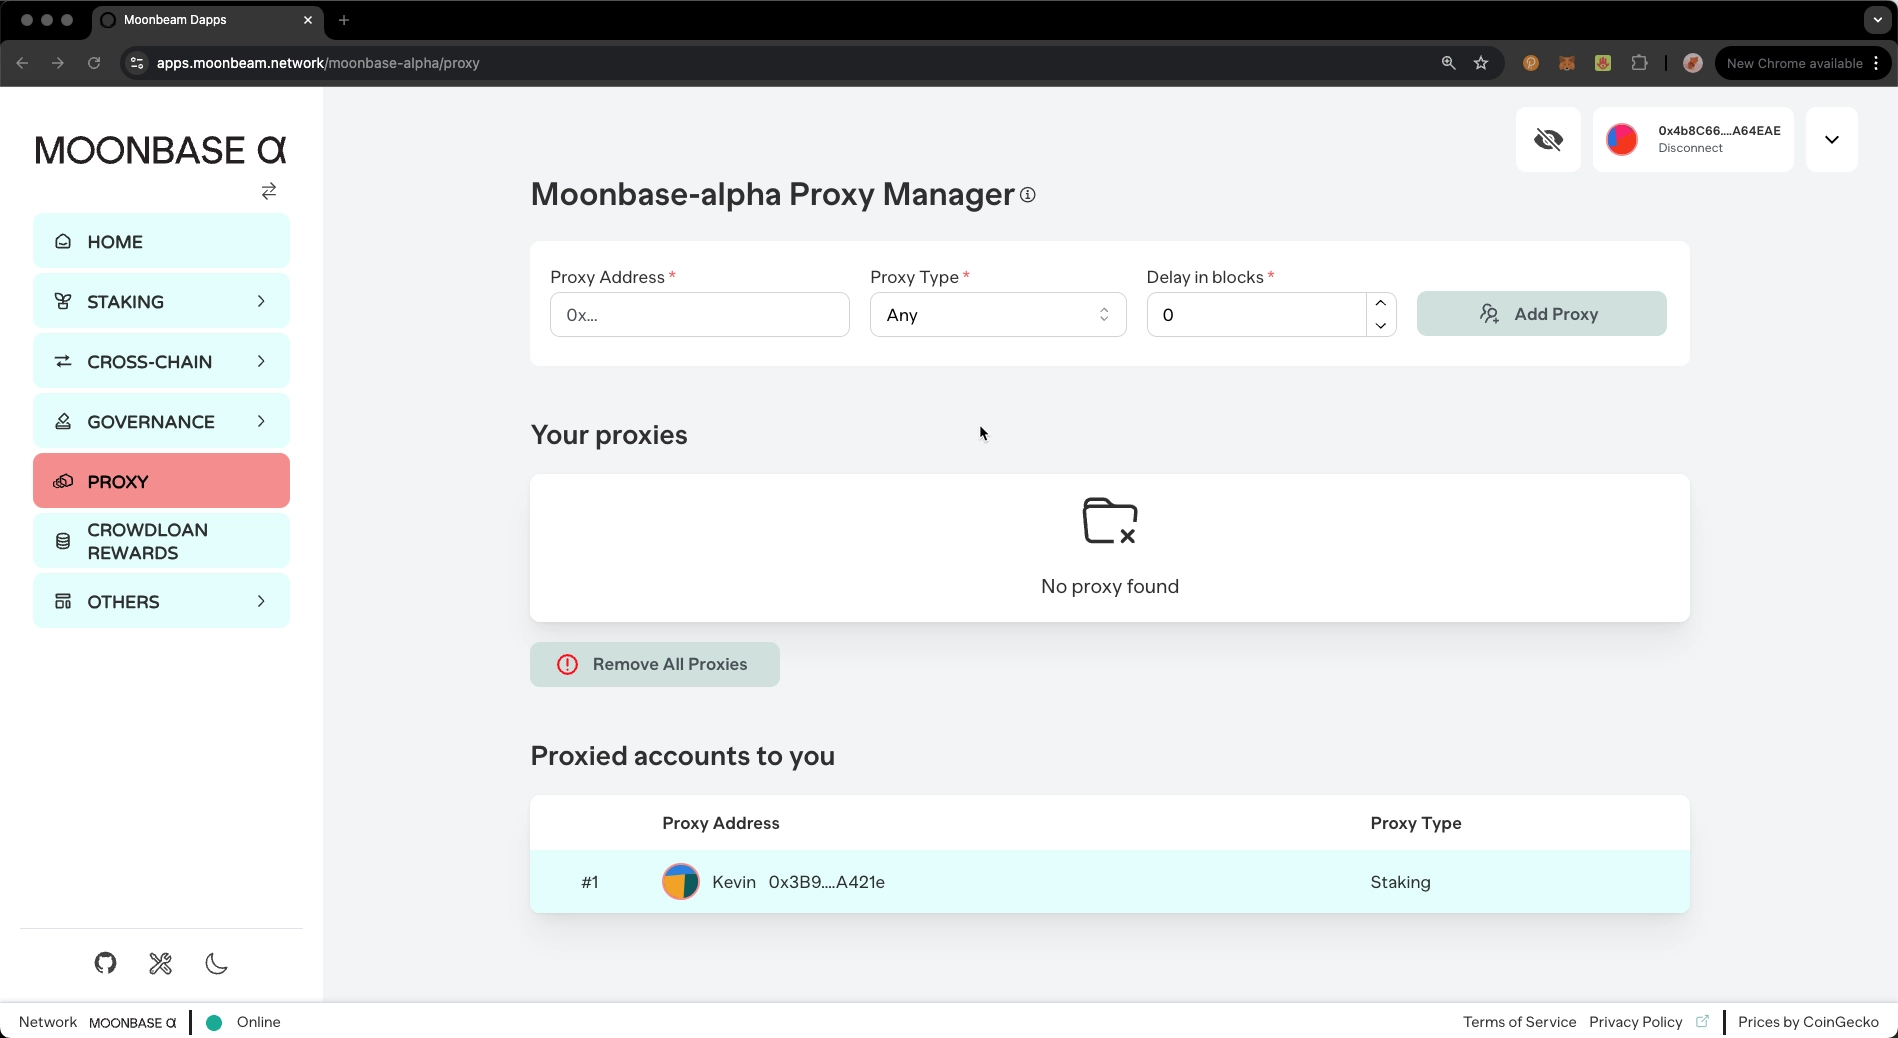 Moonbeam Dapps
apps.moonbeam.network/moonbase-alpha/proxy
New Chrome available
MOONBASE α
HOME
STAKING
CROSS-CHAIN
GOVERNANCE
PROXY
CROWDLOAN
REWARDS
OTHERS
0x4b8C66....A64EAE
Disconnect
Moonbase-alpha Proxy Manager
Proxy Address * Proxy Type * Delay in blocks *
0x... Any 0 Add Proxy
Your proxies
No proxy found
Remove All Proxies
Proxied accounts to you
Proxy Address Proxy Type
#1 Kevin 0x3B9....A421e Staking
Network MOONBASE α Online
Terms of Service Privacy Policy Prices by CoinGecko